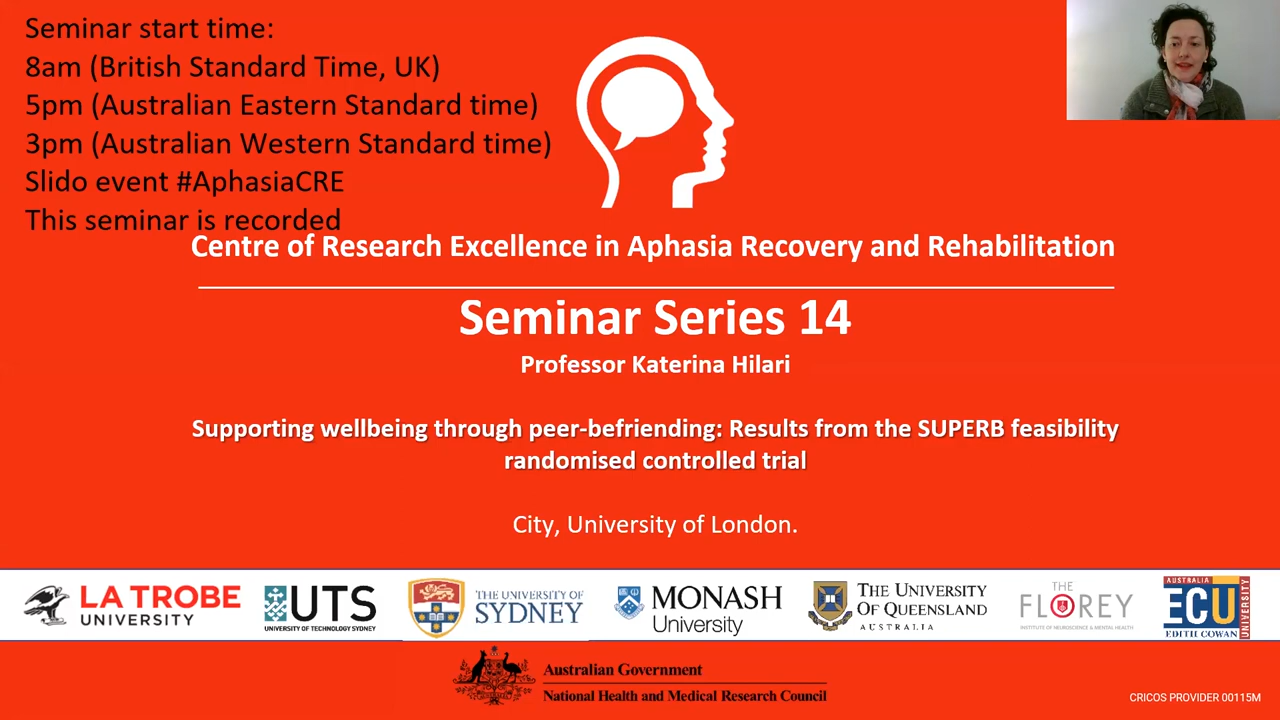 Seminar start time:
8am (British Standard Time, UK)
5pm (Australian Eastern Standard time)
3pm (Australian Western Standard time)
Slido event #AphasiaCRE
This seminar is recorded
Centre of Research Excellence in Aphasia Recovery and Rehabilitation
Seminar Series 14
Professor Katerina Hilari
Supporting wellbeing through peer-befriending: Results from the SUPERB feasibility
randomised controlled trial
City, University of London.
LA TROBE
UNIVERSITY
UTS
UNIVERSITY OF TECHNOLOGY SYDNEY
THE UNIVERSITY OF
SYDNEY
MONASH
University
THE UNIVERSITY
OF QUEENSLAND
AUSTRALIA
THE
FLOREY
INSTITUTE OF NEUROSCIENCE & MENTAL HEALTH
AUSTRALIA
ECU
EDITH COWAN
UNIVERSITY
Australian Government
National Health and Medical Research Council
CRICOS PROVIDER 00115M